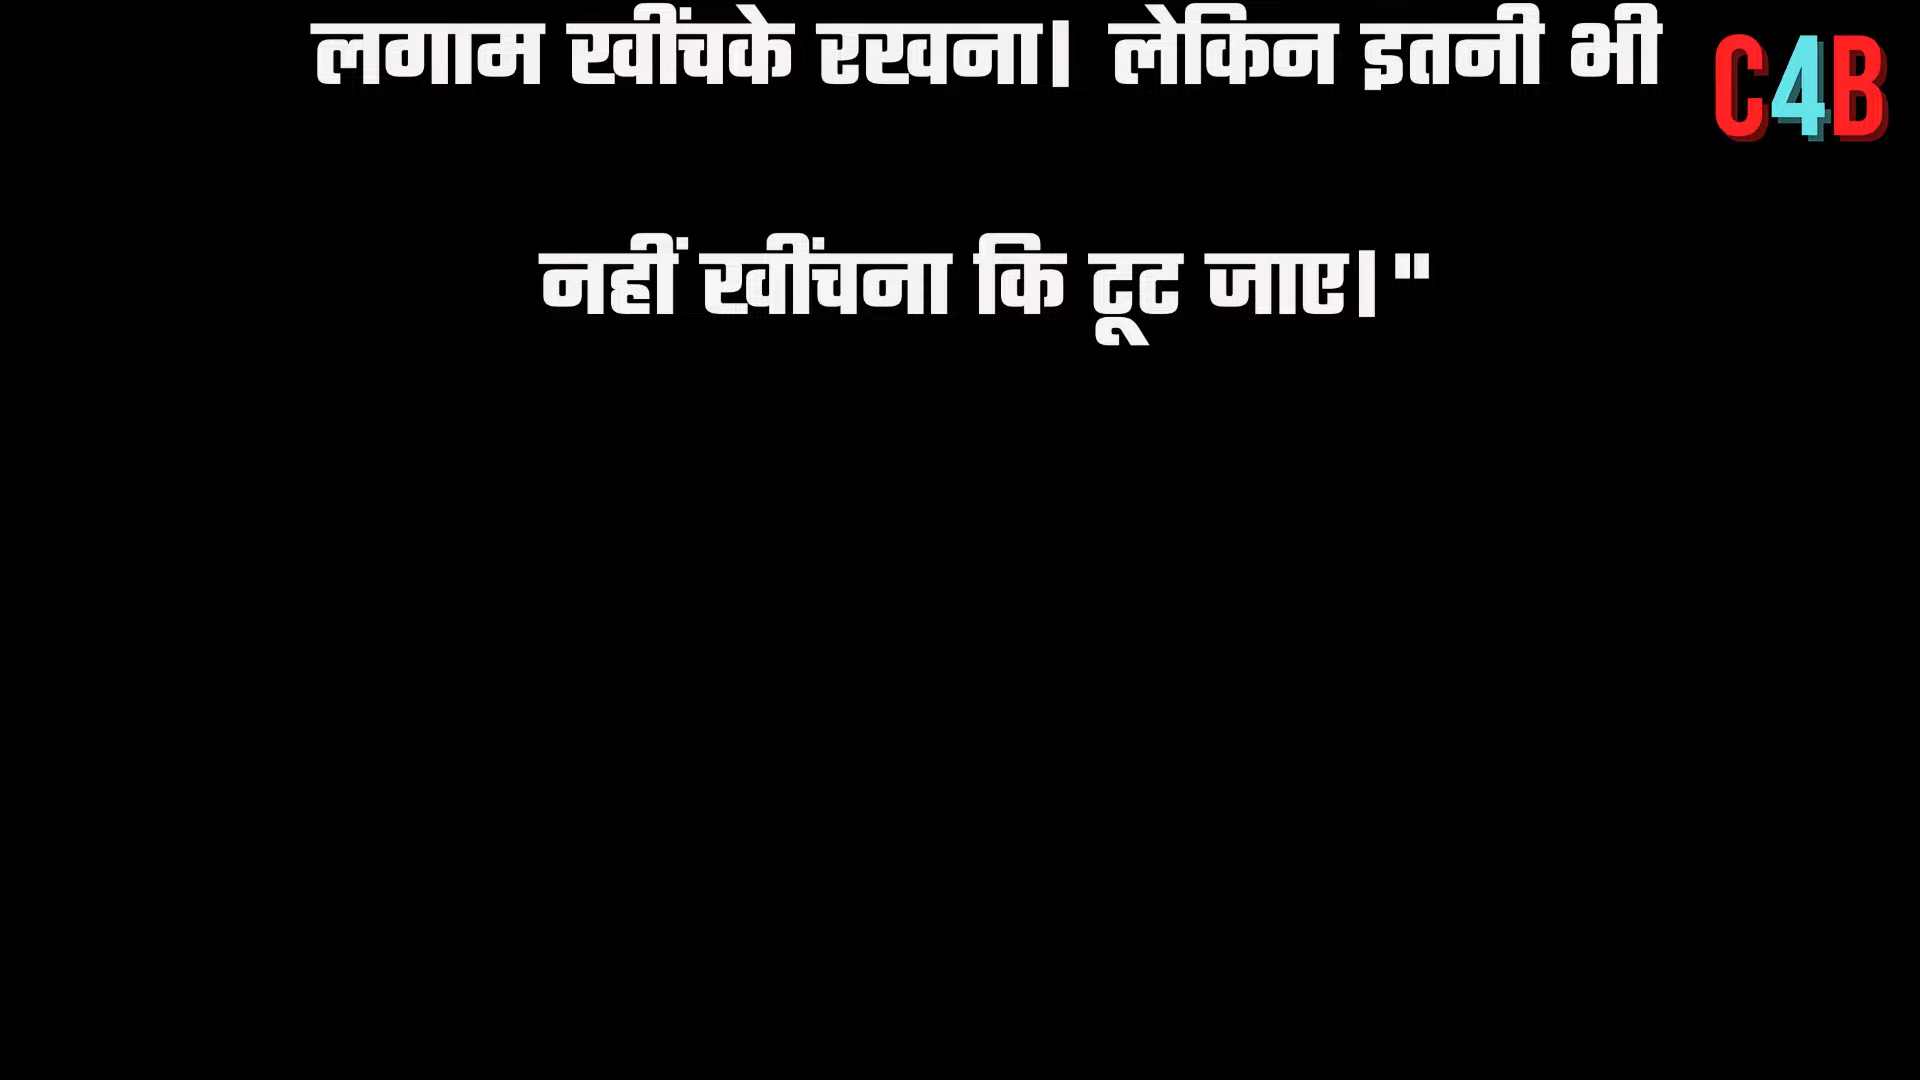 लगाम खींचके रखना। लेकिन इतनी भी
C4B
नहीं खींचना कि टूट जाए।"